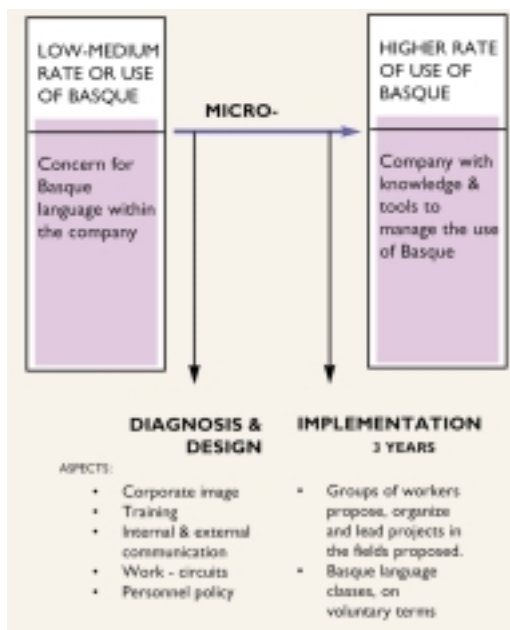 LOW-MEDIUM
RATE OR USE
OF BASQUE
Concern for
Basque
language within
the company
MICRO-
HIGHER RATE
OF USE OF
BASQUE
Company with
knowledge &
tools to
manage the use
of Basque
DIAGNOSIS &
DESIGN
ASPECTS:
• Corporate image
• Training
• Internal & external
communication
• Work - circuits
• Personnel policy
IMPLEMENTATION
3 YEARS
• Groups of workers
propose, organize
and lead projects in
the fields proposed.
• Basque language
classes, on
voluntary terms